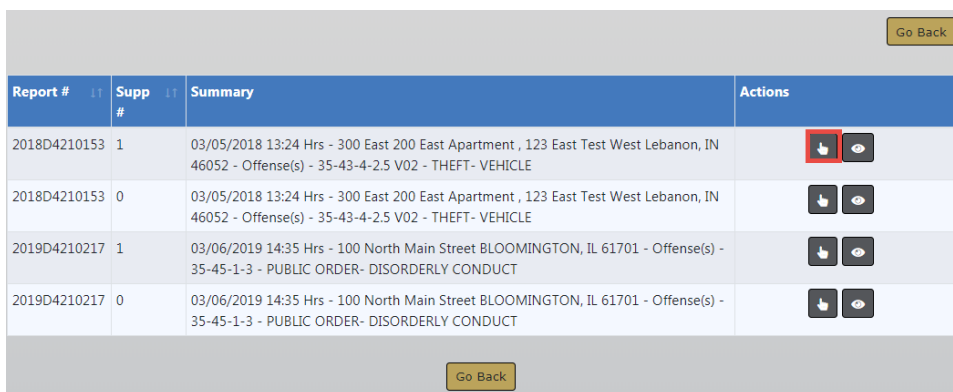 Go Back
Report # Supp # Summary Actions
2018D4210153 1 03/05/2018 13:24 Hrs - 300 East 200 East Apartment , 123 East Test West Lebanon, IN
46052 - Offense(s) - 35-43-4-2.5 V02 - THEFT- VEHICLE
2018D4210153 0 03/05/2018 13:24 Hrs - 300 East 200 East Apartment , 123 East Test West Lebanon, IN
46052 - Offense(s) - 35-43-4-2.5 V02 - THEFT- VEHICLE
2019D4210217 1 03/06/2019 14:35 Hrs - 100 North Main Street BLOOMINGTON, IL 61701 - Offense(s) -
35-45-1-3 - PUBLIC ORDER- DISORDERLY CONDUCT
2019D4210217 0 03/06/2019 14:35 Hrs - 100 North Main Street BLOOMINGTON, IL 61701 - Offense(s) -
35-45-1-3 - PUBLIC ORDER- DISORDERLY CONDUCT
Go Back